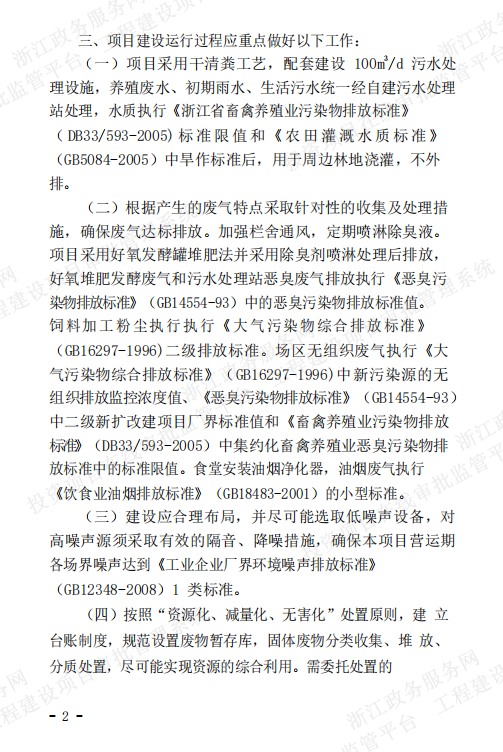 三、项目建设运行过程应重点做好以下工作：
（一）项目采用干清粪工艺，配套建设 100m³/d 污水处
理设施，养殖废水、初期雨水、生活污水统一经自建污水处理
站处理，水质执行《浙江省畜禽养殖业污染物排放标准》
（DB33/593-2005)标准限值和《农田灌溉水质标准》
（GB5084-2005）中旱作标准后，用于周边林地浇灌，不外
排。
（二）根据产生的废气特点采取针对性的收集及处理措
施，确保废气达标排放。加强栏舍通风，定期喷淋除臭液。
项目采用好氧发酵罐堆肥法并采用除臭剂喷淋处理后排放，
好氧堆肥发酵废气和污水处理站恶臭废气排放执行《恶臭污
染物排放标准》（GB14554-93）中的恶臭污染物排放标准值。
饲料加工粉尘执行执行《大气污染物综合排放标准》
（GB16297-1996)二级排放标准。场区无组织废气执行《大
气污染物综合排放标准》（GB16297-1996)中新污染源的无
组织排放监控浓度值、《恶臭污染物排放标准》（GB14554-93）
中二级新扩改建项目厂界标准值和《畜禽养殖业污染物排放
标准》（DB33/593-2005）中集约化畜禽养殖业恶臭污染物排
放标准中的标准限值。食堂安装油烟净化器，油烟废气执行
《饮食业油烟排放标准》（GB18483-2001）的小型标准。
（三）建设应合理布局，并尽可能选取低噪声设备，对
高噪声源须采取有效的隔音、降噪措施，确保本项目营运期
各场界噪声达到《工业企业厂界环境噪声排放标准》
（GB12348-2008）1 类标准。
（四）按照“资源化、减量化、无害化”处置原则，建 立
台账制度，规范设置废物暂存库，固体废物分类收集、堆 放、
分质处置，尽可能实现资源的综合利用。需委托处置的
- 2 -